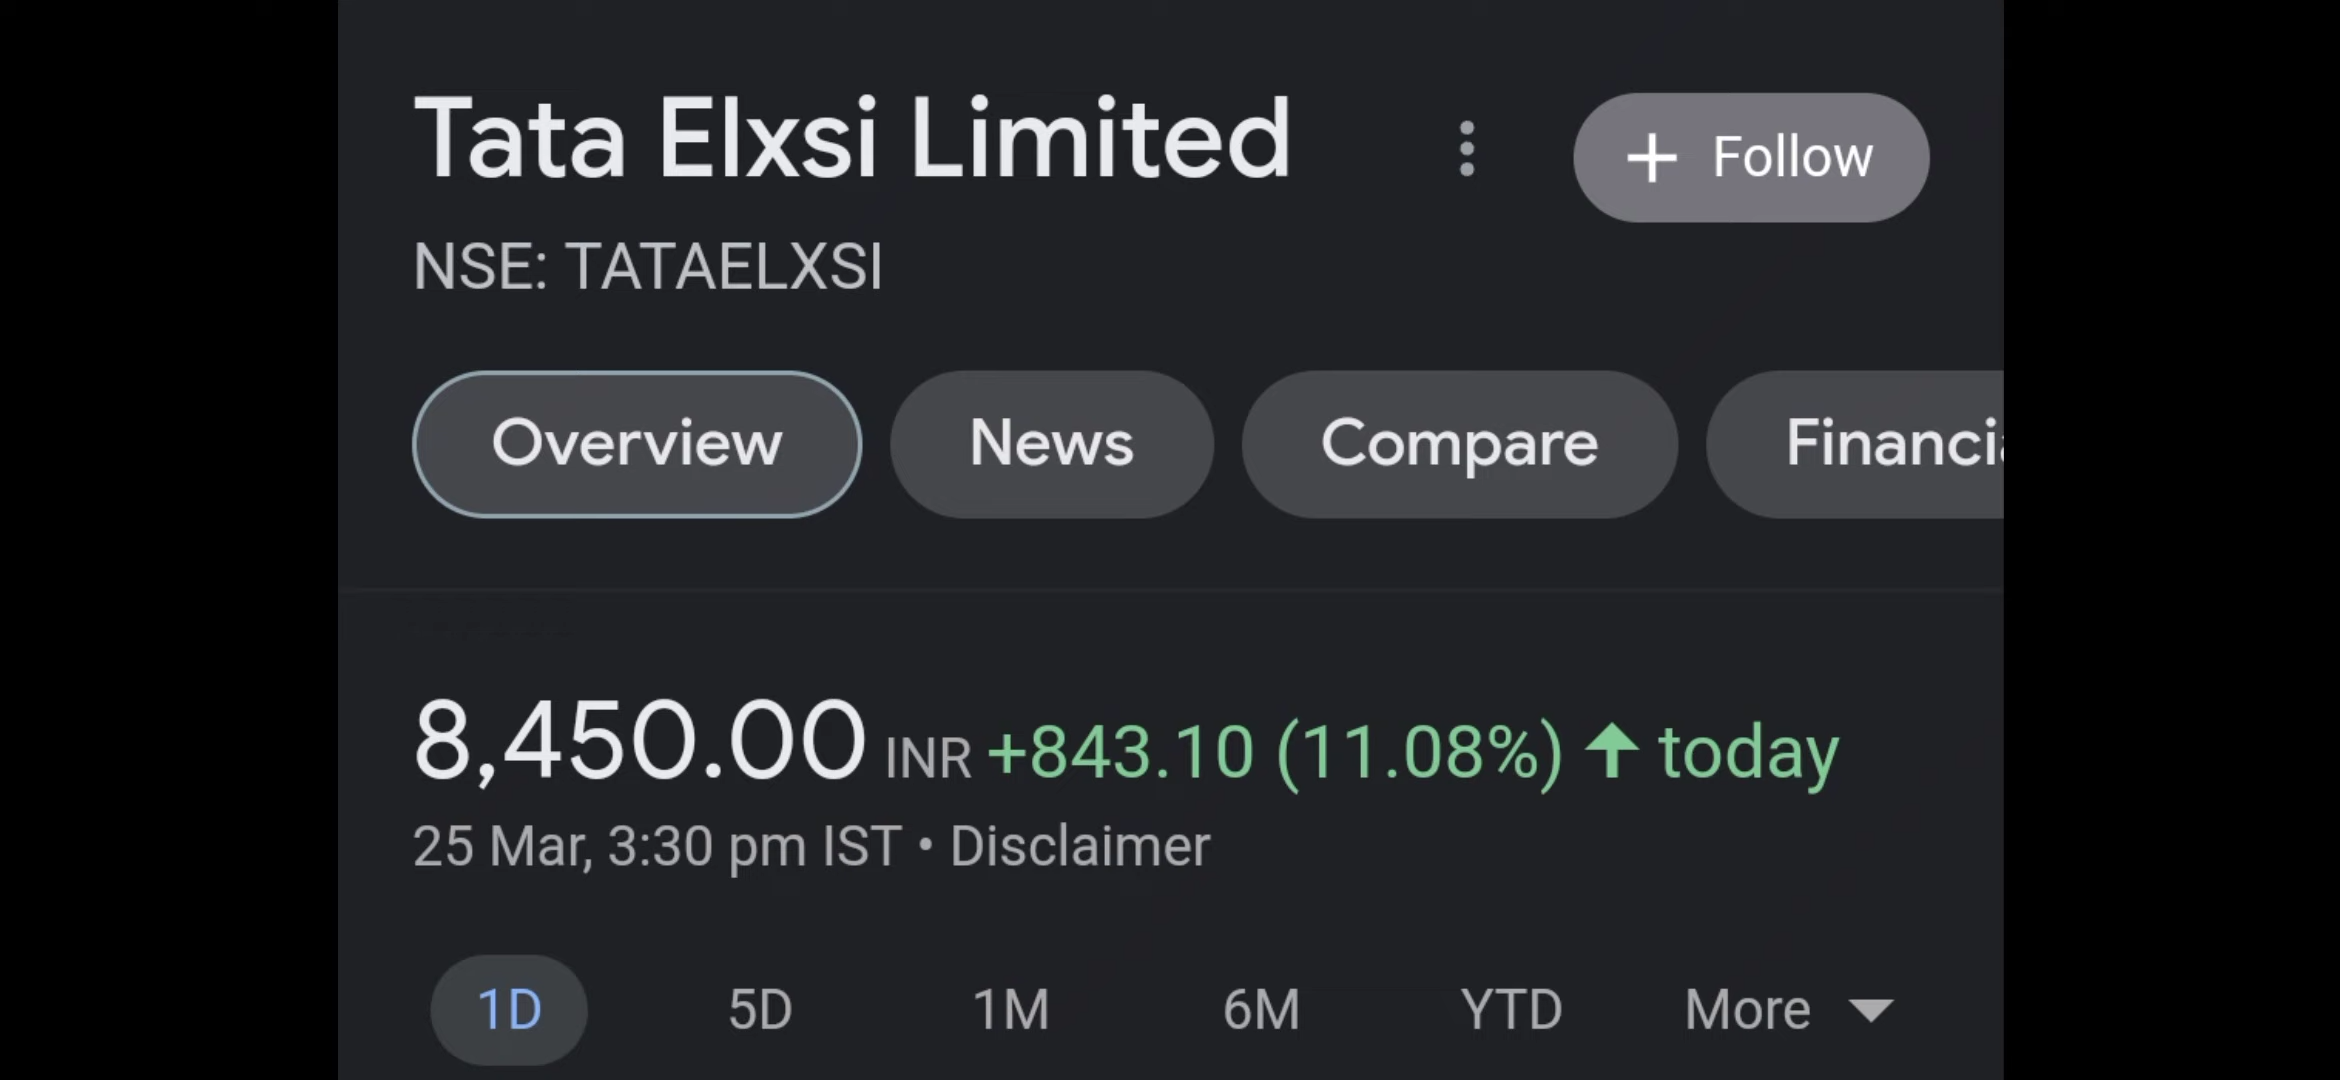 Tata Elxsi Limited
+ Follow
NSE: TATAELXSI
Overview News Compare Financia
8,450.00 INR +843.10 (11.08%) ↑ today
25 Mar, 3:30 pm IST • Disclaimer
1D 5D 1M 6M YTD More